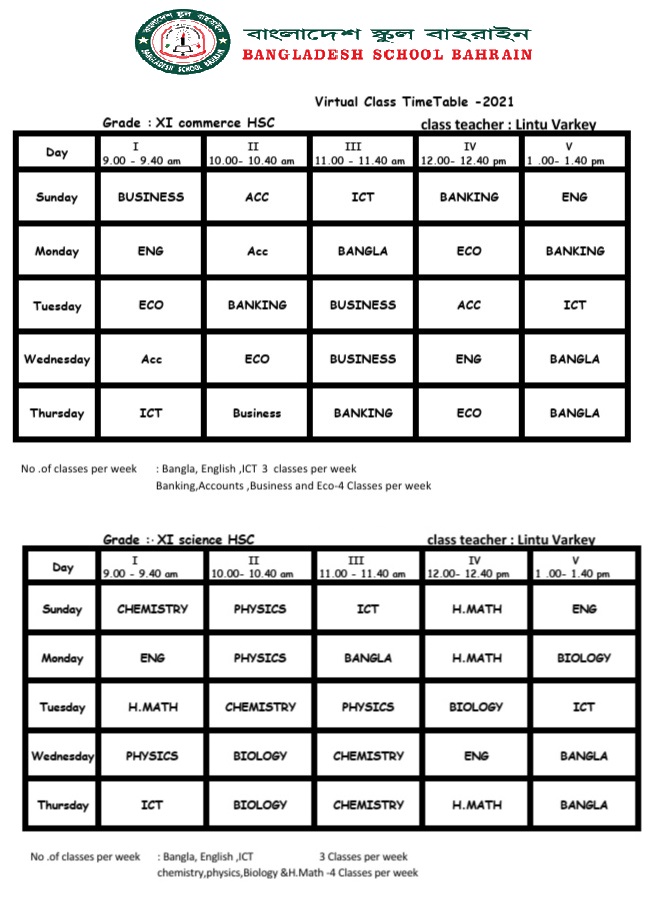 বাংলাদেশ স্কুল বাহরাইন
BANGLADESH SCHOOL BAHRAIN
বাংলাদেশ স্কুল বাহরাইন
BANGLADESH SCHOOL BAHRAIN
Virtual Class TimeTable -2021
Grade : XI commerce HSC class teacher : Lintu Varkey
Day I II III IV V
9.00 - 9.40 am 10.00- 10.40 am 11.00 - 11.40 am 12.00- 12.40 pm 1 .00- 1.40 pm
Sunday BUSINESS ACC ICT BANKING ENG
Monday ENG Acc BANGLA ECO BANKING
Tuesday ECO BANKING BUSINESS ACC ICT
Wednesday Acc ECO BUSINESS ENG BANGLA
Thursday ICT Business BANKING ECO BANGLA
No .of classes per week : Bangla, English ,ICT 3 classes per week
Banking,Accounts ,Business and Eco-4 Classes per week
Grade :· XI science HSC class teacher : Lintu Varkey
Day I II III IV V
9.00 - 9.40 am 10.00- 10.40 am 11.00 - 11.40 am 12.00- 12.40 pm 1 .00- 1.40 pm
Sunday CHEMISTRY PHYSICS ICT H.MATH ENG
Monday ENG PHYSICS BANGLA H.MATH BIOLOGY
Tuesday H.MATH CHEMISTRY PHYSICS BIOLOGY ICT
Wednesday PHYSICS BIOLOGY CHEMISTRY ENG BANGLA
Thursday ICT BIOLOGY CHEMISTRY H.MATH BANGLA
No .of classes per week : Bangla, English ,ICT 3 Classes per week
chemistry,physics,Biology &H.Math -4 Classes per week